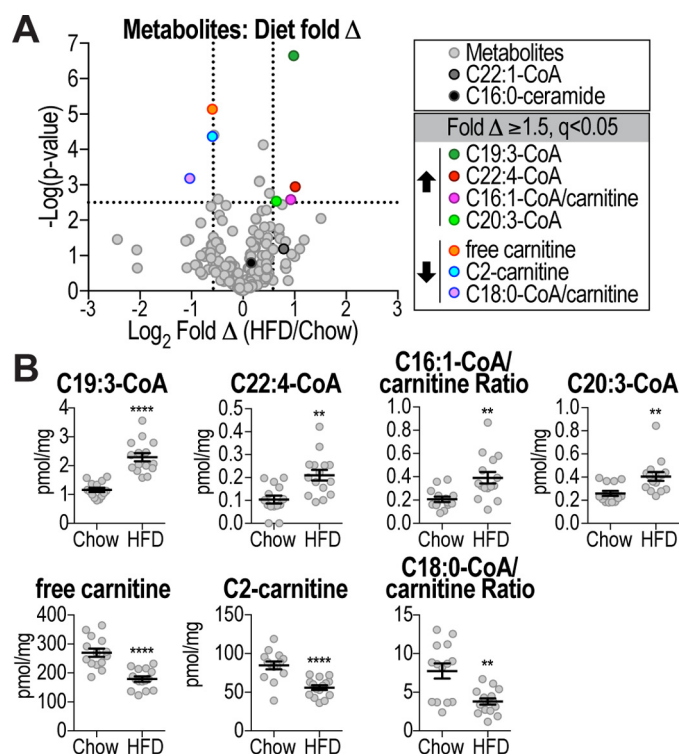 A
Metabolites: Diet fold Δ
7
6
5
4
3
2
1
0
-Log(p-value)
-3 -2 -1 0 1 2 3
Log2 Fold Δ (HFD/Chow)
Metabolites
C22:1-CoA
C16:0-ceramide
Fold Δ ≥1.5, q<0.05
C19:3-CoA
C22:4-CoA
C16:1-CoA/carnitine
C20:3-CoA
free carnitine
C2-carnitine
C18:0-CoA/carnitine
B
C19:3-CoA
pmol/mg
4
3
2
1
0
****
Chow HFD
C22:4-CoA
pmol/mg
0.5
0.4
0.3
0.2
0.1
0.0
**
Chow HFD
C16:1-CoA/
carnitine Ratio
1.0
0.8
0.6
0.4
0.2
0.0
**
Chow HFD
C20:3-CoA
pmol/mg
1.0
0.8
0.6
0.4
0.2
0.0
**
Chow HFD
free carnitine
pmol/mg
400
300
200
100
0
****
Chow HFD
C2-carnitine
pmol/mg
150
100
50
0
****
Chow HFD
C18:0-CoA/
carnitine Ratio
15
10
5
0
**
Chow HFD